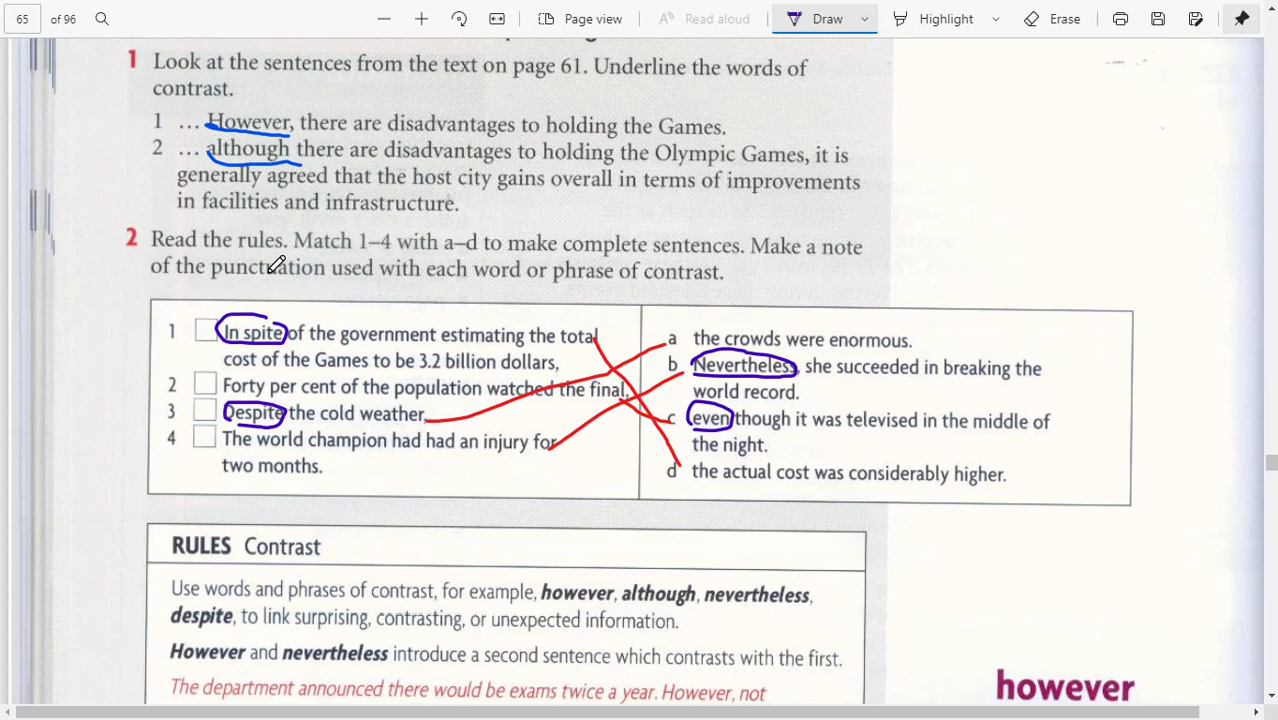 65 of 96 Page view Read aloud Draw Highlight Erase
1 Look at the sentences from the text on page 61. Underline the words of
contrast.
1 ... However, there are disadvantages to holding the Games.
2 ... although there are disadvantages to holding the Olympic Games, it is
generally agreed that the host city gains overall in terms of improvements
in facilities and infrastructure.
2 Read the rules. Match 1–4 with a–d to make complete sentences. Make a note
of the punctuation used with each word or phrase of contrast.
1 In spite of the government estimating the total
cost of the Games to be 3.2 billion dollars,
2 Forty per cent of the population watched the final,
3 Despite the cold weather,
4 The world champion had had an injury for
two months.
a the crowds were enormous.
b Nevertheless, she succeeded in breaking the
world record.
c even though it was televised in the middle of
the night.
d the actual cost was considerably higher.
RULES Contrast
Use words and phrases of contrast, for example, however, although, nevertheless,
despite, to link surprising, contrasting, or unexpected information.
However and nevertheless introduce a second sentence which contrasts with the first.
The department announced there would be exams twice a year. However, not
however